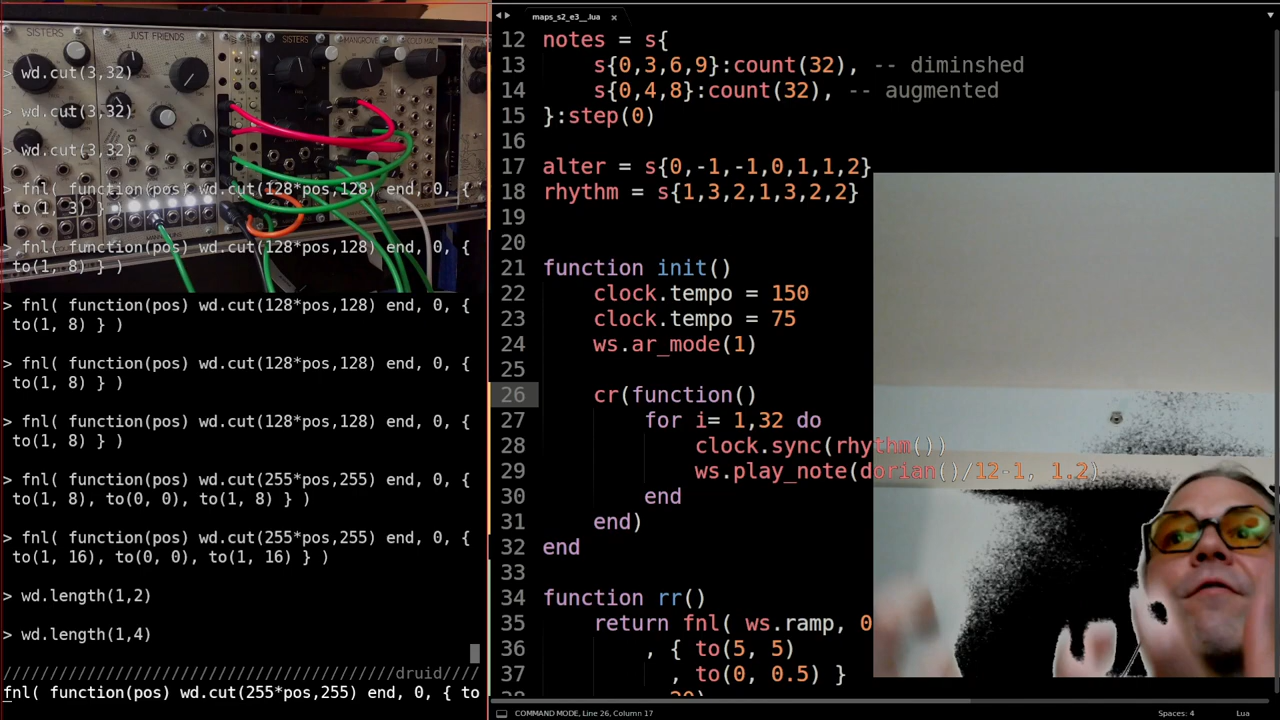 SISTERS
JUST FRIENDS
SISTERS
MANGROVE
> wd.cut(3,32)
> wd.cut(3,32)
> wd.cut(3,32)
> fnl( function(pos) wd.cut(128*pos,128) end, 0, {
to(1, 3) } )
> fnl( function(pos) wd.cut(128*pos,128) end, 0, {
to(1, 8) } )
> fnl( function(pos) wd.cut(128*pos,128) end, 0, {
to(1, 8) } )
> fnl( function(pos) wd.cut(128*pos,128) end, 0, {
to(1, 8) } )
> fnl( function(pos) wd.cut(128*pos,128) end, 0, {
to(1, 8) } )
> fnl( function(pos) wd.cut(255*pos,255) end, 0, {
to(1, 8), to(0, 0), to(1, 8) } )
> fnl( function(pos) wd.cut(255*pos,255) end, 0, {
to(1, 16), to(0, 0), to(1, 16) } )
> wd.length(1,2)
> wd.length(1,4)
//////////////////////////////////////////druid////
fnl( function(pos) wd.cut(255*pos,255) end, 0, { to
maps_s2_e3__.lua ×
12 notes = s{
13 s{0,3,6,9}:count(32), -- diminshed
14 s{0,4,8}:count(32), -- augmented
15 }:step(0)
16
17 alter = s{0,-1,-1,0,1,1,2}
18 rhythm = s{1,3,2,1,3,2,2}
19
20
21 function init()
22 clock.tempo = 150
23 clock.tempo = 75
24 ws.ar_mode(1)
25
26 cr(function()
27 for i= 1,32 do
28 clock.sync(rhythm())
29 ws.play_note(dorian()/12-1, 1.2)
30 end
31 end)
32 end
33
34 function rr()
35 return fnl( ws.ramp, 0
36 , { to(5, 5)
37 , to(0, 0.5) }
COMMAND MODE, Line 26, Column 17
Spaces: 4
Lua